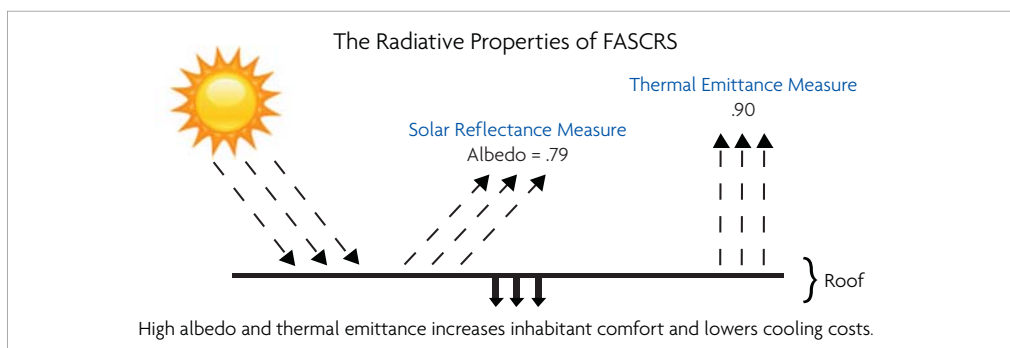 The Radiative Properties of FASCRS
Thermal Emittance Measure
.90
Solar Reflectance Measure
Albedo = .79
Roof
High albedo and thermal emittance increases inhabitant comfort and lowers cooling costs.